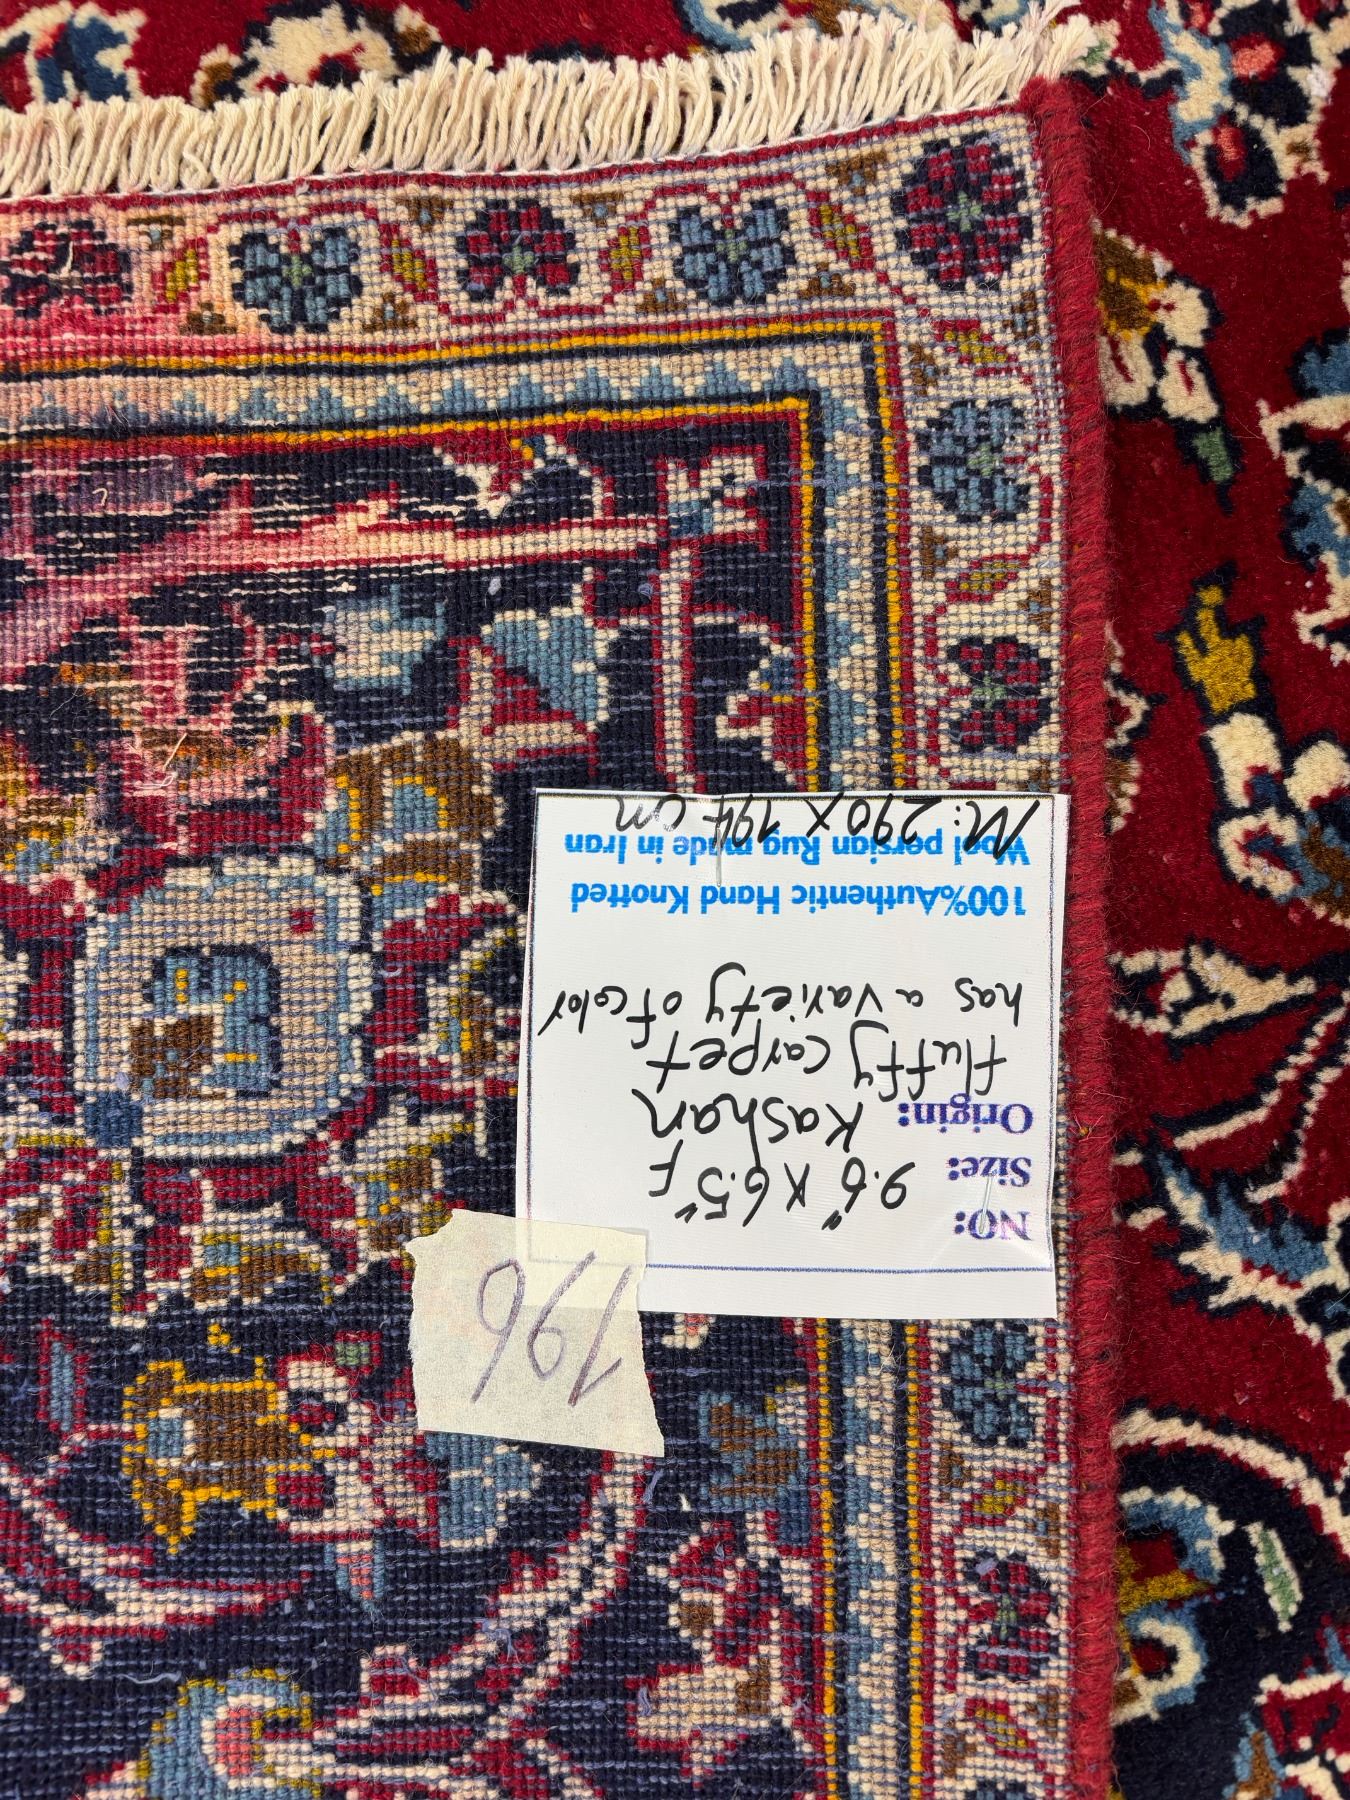 196
NO:
Size: 9.6" X 6.5" F
Origin: Kashan
fluffy carpet
has a variety of color
100%Authentic Hand Knotted
Wool persian Rug made in Iran
M: 290 X 194 cm